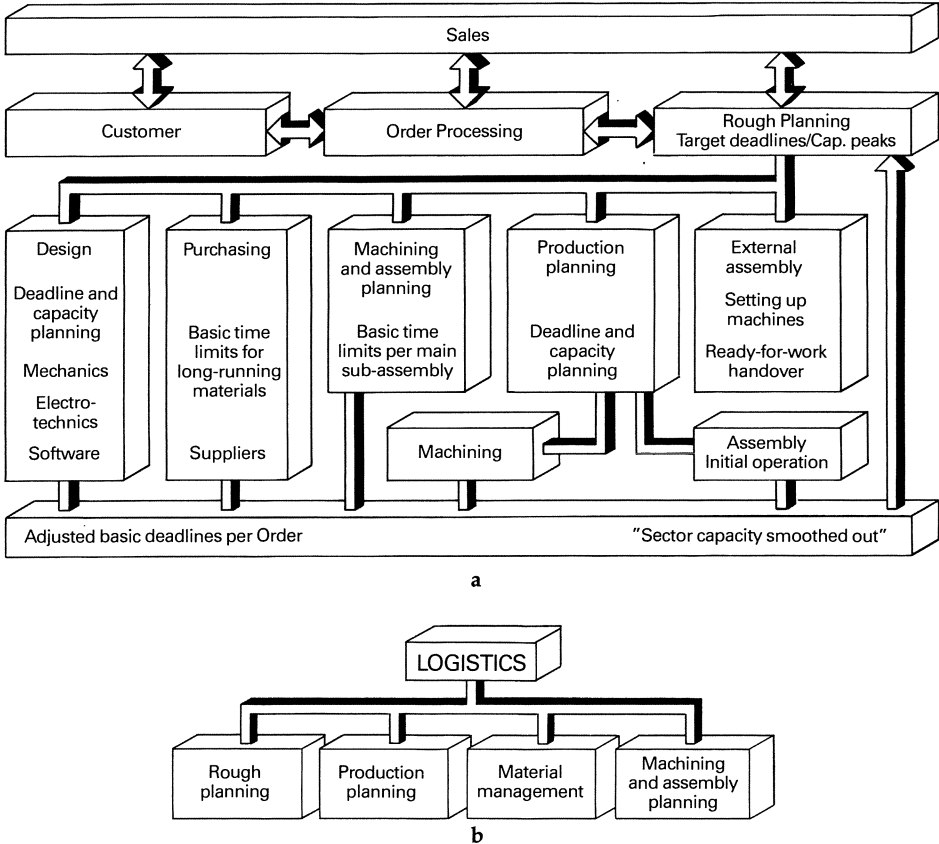 Sales
Customer
Order Processing
Rough Planning
Target deadlines/Cap. peaks
Design
Deadline and
capacity
planning
Mechanics
Electro-
technics
Software
Purchasing
Basic time
limits for
long-running
materials
Suppliers
Machining
and assembly
planning
Basic time
limits per main
sub-assembly
Production
planning
Deadline and
capacity
planning
External
assembly
Setting up
machines
Ready-for-work
handover
Machining
Assembly
Initial operation
Adjusted basic deadlines per Order
"Sector capacity smoothed out"
a
LOGISTICS
Rough
planning
Production
planning
Material
management
Machining
and assembly
planning
b